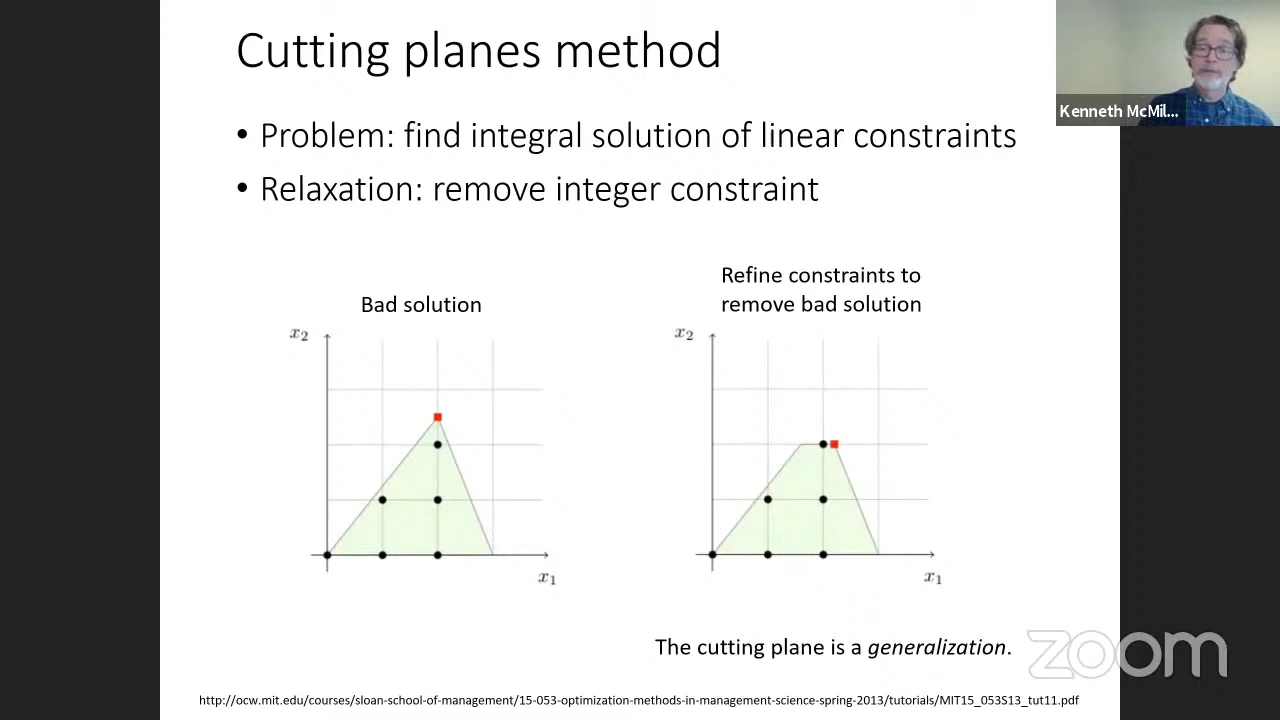 Cutting planes method
Kenneth McMil...
• Problem: find integral solution of linear constraints
• Relaxation: remove integer constraint
Bad solution
Refine constraints to
remove bad solution
x₂
x₂
x₁
x₁
The cutting plane is a generalization.
zoom
http://ocw.mit.edu/courses/sloan-school-of-management/15-053-optimization-methods-in-management-science-spring-2013/tutorials/MIT15_053S13_tut11.pdf